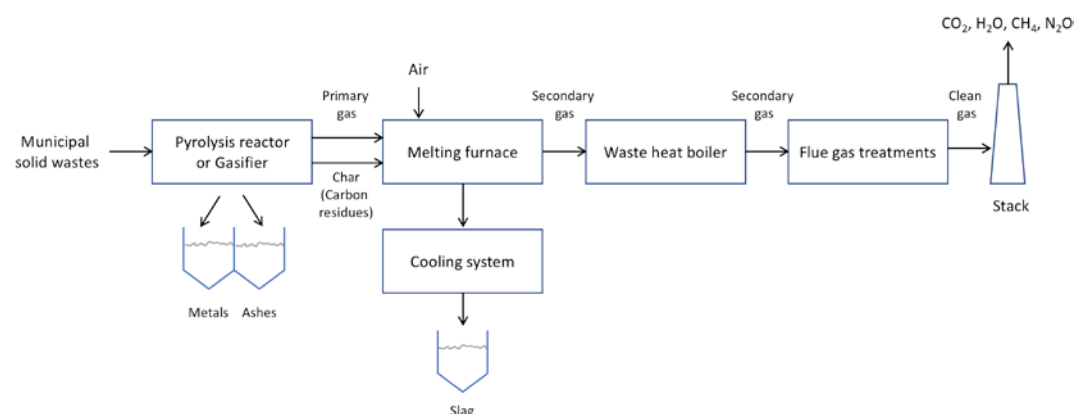 CO₂, H₂O, CH₄, N₂O
Air
Primary
gas
Secondary
gas
Secondary
gas
Clean
gas
Municipal
solid wastes
Pyrolysis reactor
or Gasifier
Melting furnace
Waste heat boiler
Flue gas treatments
Char
(Carbon
residues)
Stack
Cooling system
Metals
Ashes
Slag